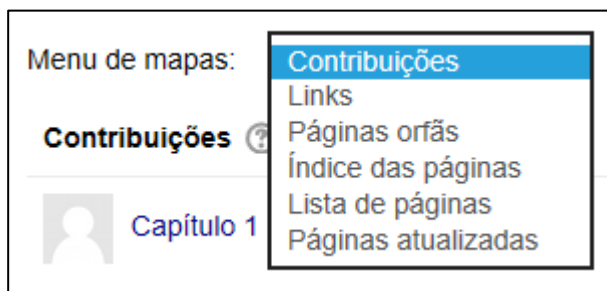 Menu de mapas:
Contribuições
Links
Páginas orfãs
Índice das páginas
Lista de páginas
Páginas atualizadas
Contribuições
Capítulo 1